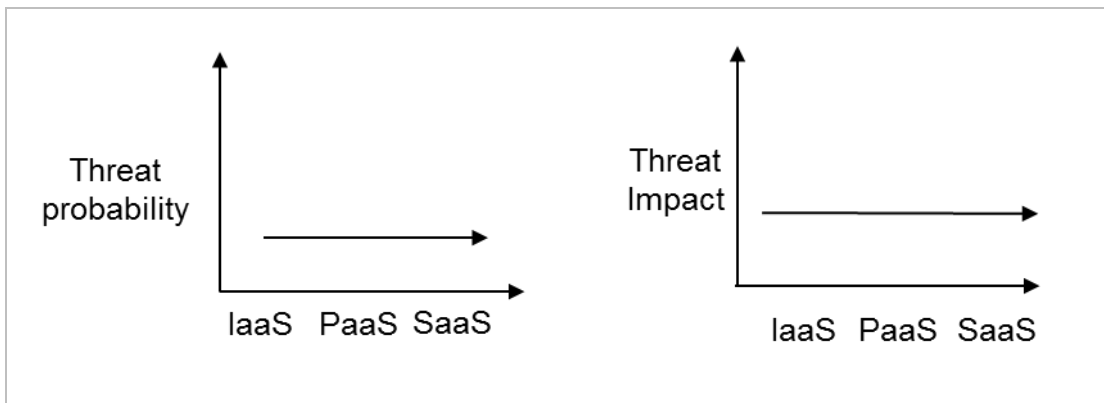 Threat
probability
IaaS PaaS SaaS
Threat
Impact
IaaS PaaS SaaS